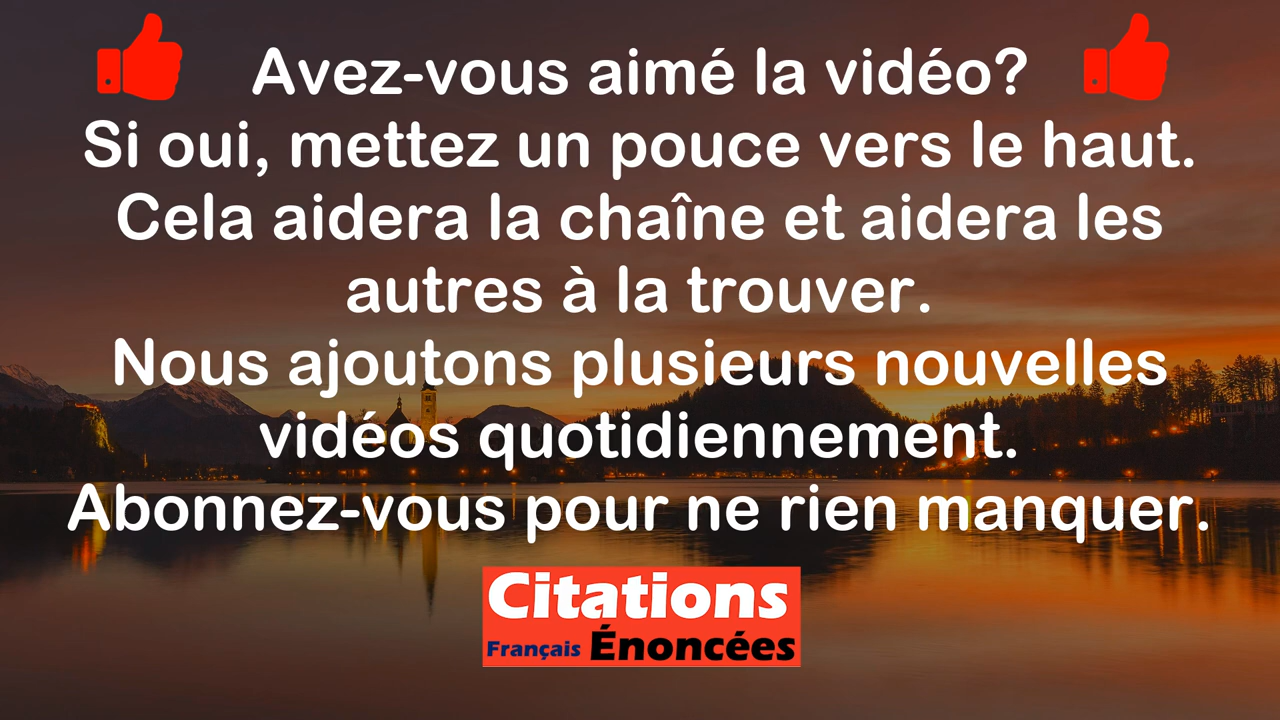 Avez-vous aimé la vidéo?
Si oui, mettez un pouce vers le haut.
Cela aidera la chaîne et aidera les
autres à la trouver.
Nous ajoutons plusieurs nouvelles
vidéos quotidiennement.
Abonnez-vous pour ne rien manquer.
Citations
Français Énoncées